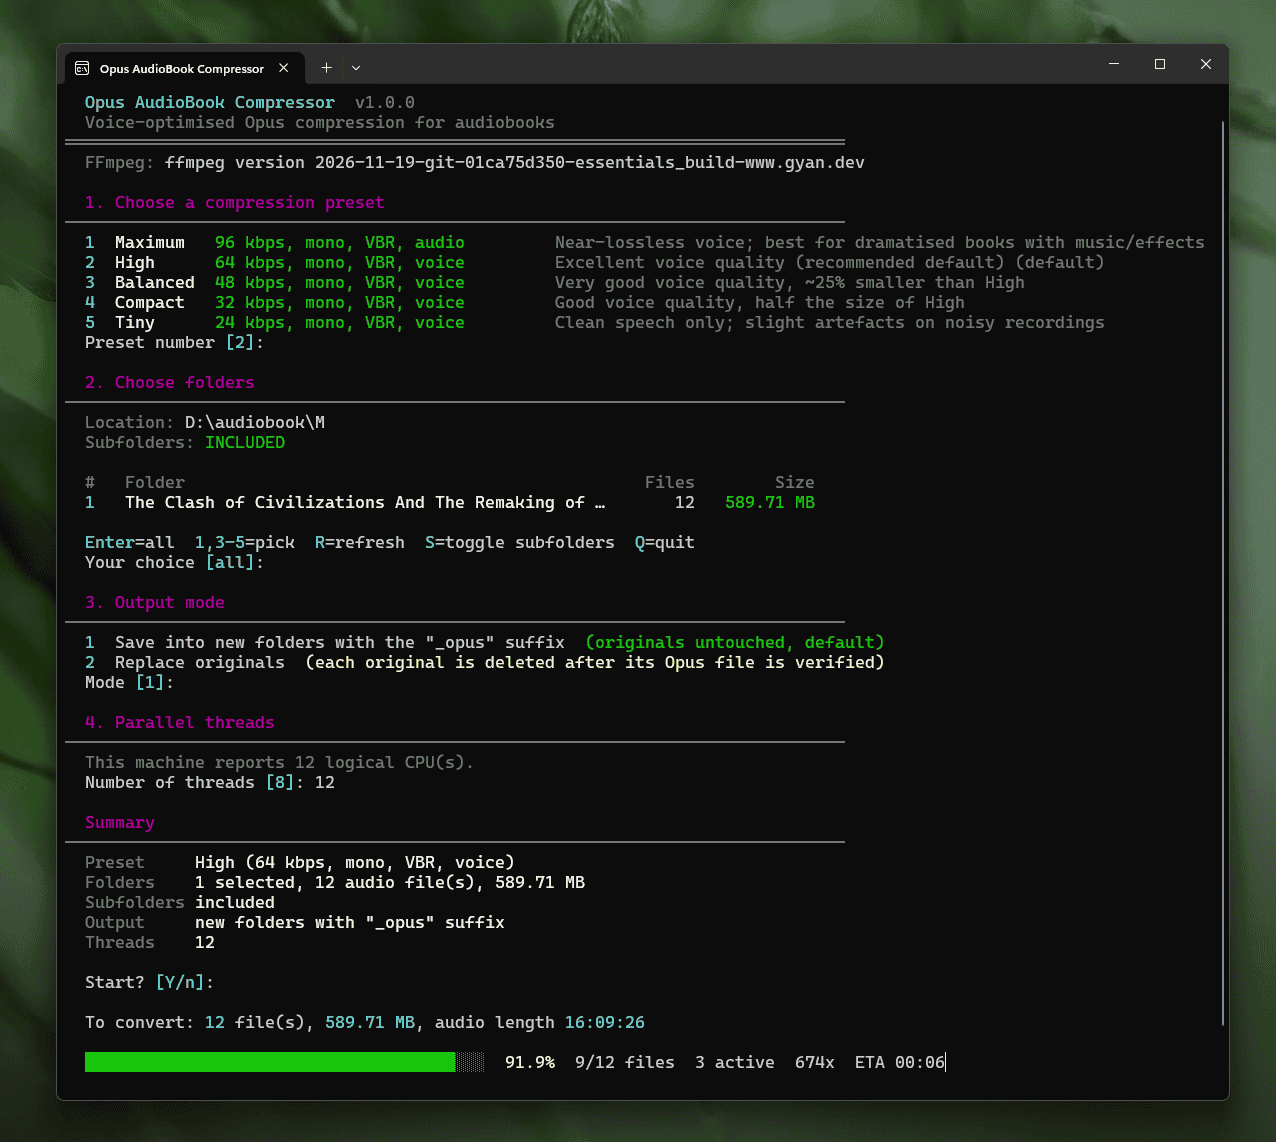 Opus AudioBook Compressor
Opus AudioBook Compressor v1.0.0
Voice-optimised Opus compression for audiobooks
FFmpeg: ffmpeg version 2026-11-19-git-01ca75d350-essentials_build-www.gyan.dev
1. Choose a compression preset
1 Maximum 96 kbps, mono, VBR, audio Near-lossless voice; best for dramatised books with music/effects
2 High 64 kbps, mono, VBR, voice Excellent voice quality (recommended default) (default)
3 Balanced 48 kbps, mono, VBR, voice Very good voice quality, ~25% smaller than High
4 Compact 32 kbps, mono, VBR, voice Good voice quality, half the size of High
5 Tiny 24 kbps, mono, VBR, voice Clean speech only; slight artefacts on noisy recordings
Preset number [2]:
2. Choose folders
Location: D:\audiobook\M
Subfolders: INCLUDED
# Folder Files Size
1 The Clash of Civilizations And The Remaking of … 12 589.71 MB
Enter=all 1,3-5=pick R=refresh S=toggle subfolders Q=quit
Your choice [all]:
3. Output mode
1 Save into new folders with the "_opus" suffix (originals untouched, default)
2 Replace originals (each original is deleted after its Opus file is verified)
Mode [1]:
4. Parallel threads
This machine reports 12 logical CPU(s).
Number of threads [8]: 12
Summary
Preset High (64 kbps, mono, VBR, voice)
Folders 1 selected, 12 audio file(s), 589.71 MB
Subfolders included
Output new folders with "_opus" suffix
Threads 12
Start? [Y/n]:
To convert: 12 file(s), 589.71 MB, audio length 16:09:26
91.9% 9/12 files 3 active 674x ETA 00:06